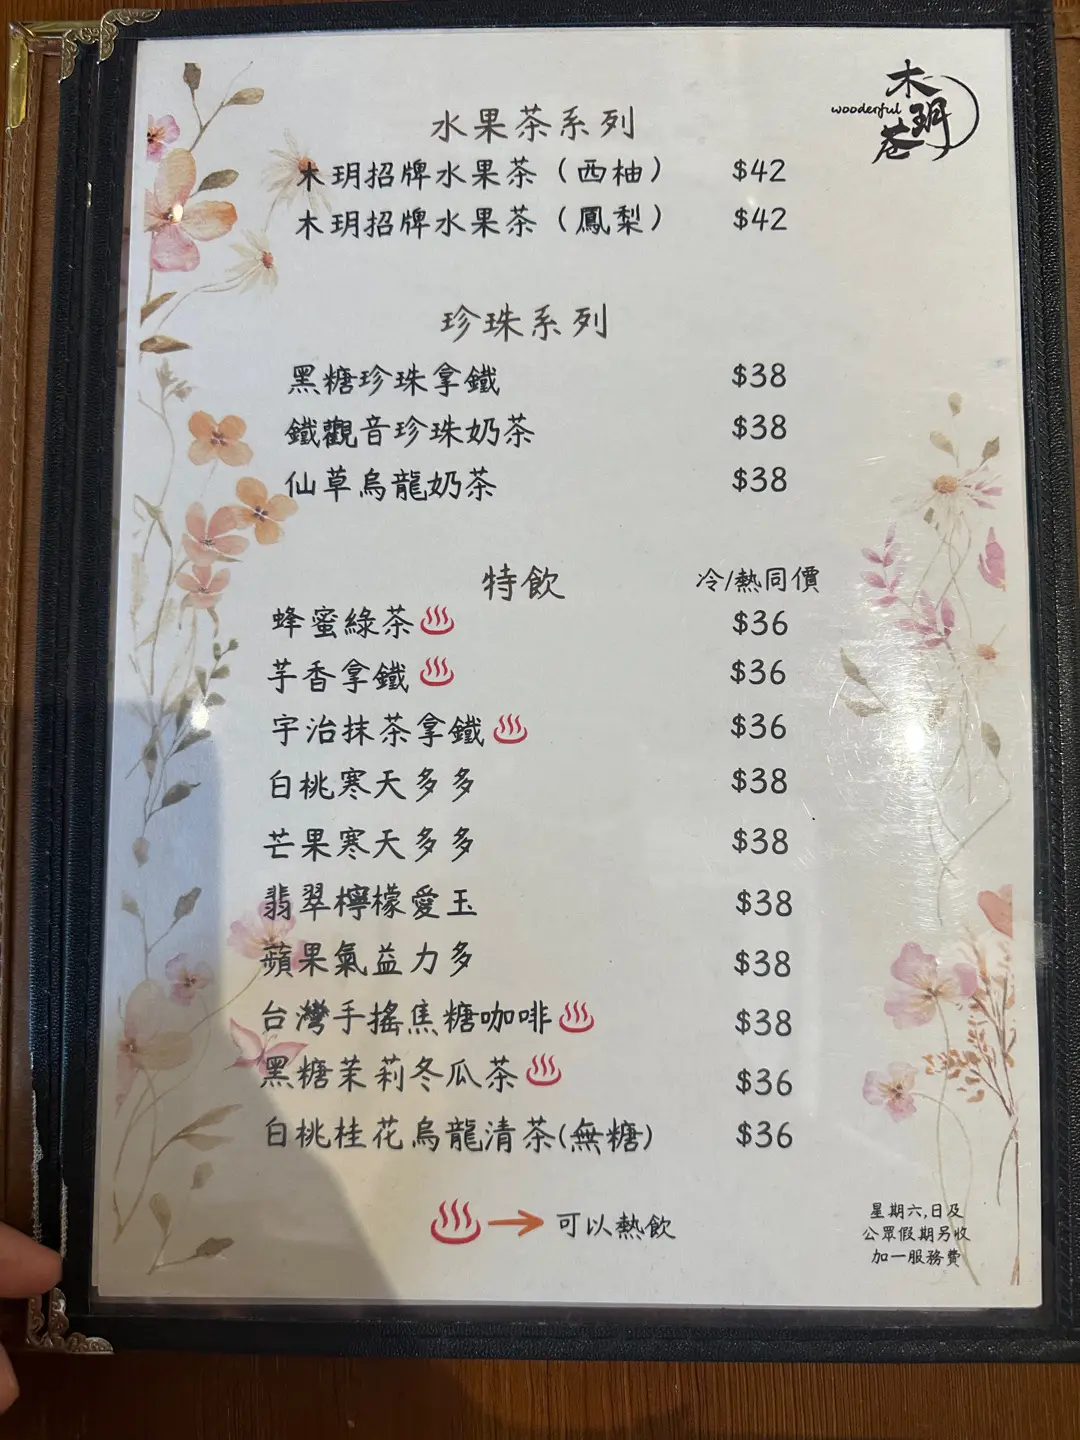 木玥巷
wooderful
水果茶系列
木玥招牌水果茶（西柚） $42
木玥招牌水果茶（鳳梨） $42
珍珠系列
黑糖珍珠拿鐵 $38
鐵觀音珍珠奶茶 $38
仙草烏龍奶茶 $38
特飲 冷/熱同價
蜂蜜綠茶 $36
芋香拿鐵 $36
宇治抹茶拿鐵 $36
白桃寒天多多 $38
芒果寒天多多 $38
翡翠檸檬愛玉 $38
蘋果氣益力多 $38
台灣手搖焦糖咖啡 $38
黑糖茉莉冬瓜茶 $36
白桃桂花烏龍清茶(無糖) $36
可以熱飲
星期六,日及
公眾假期另收
加一服務費